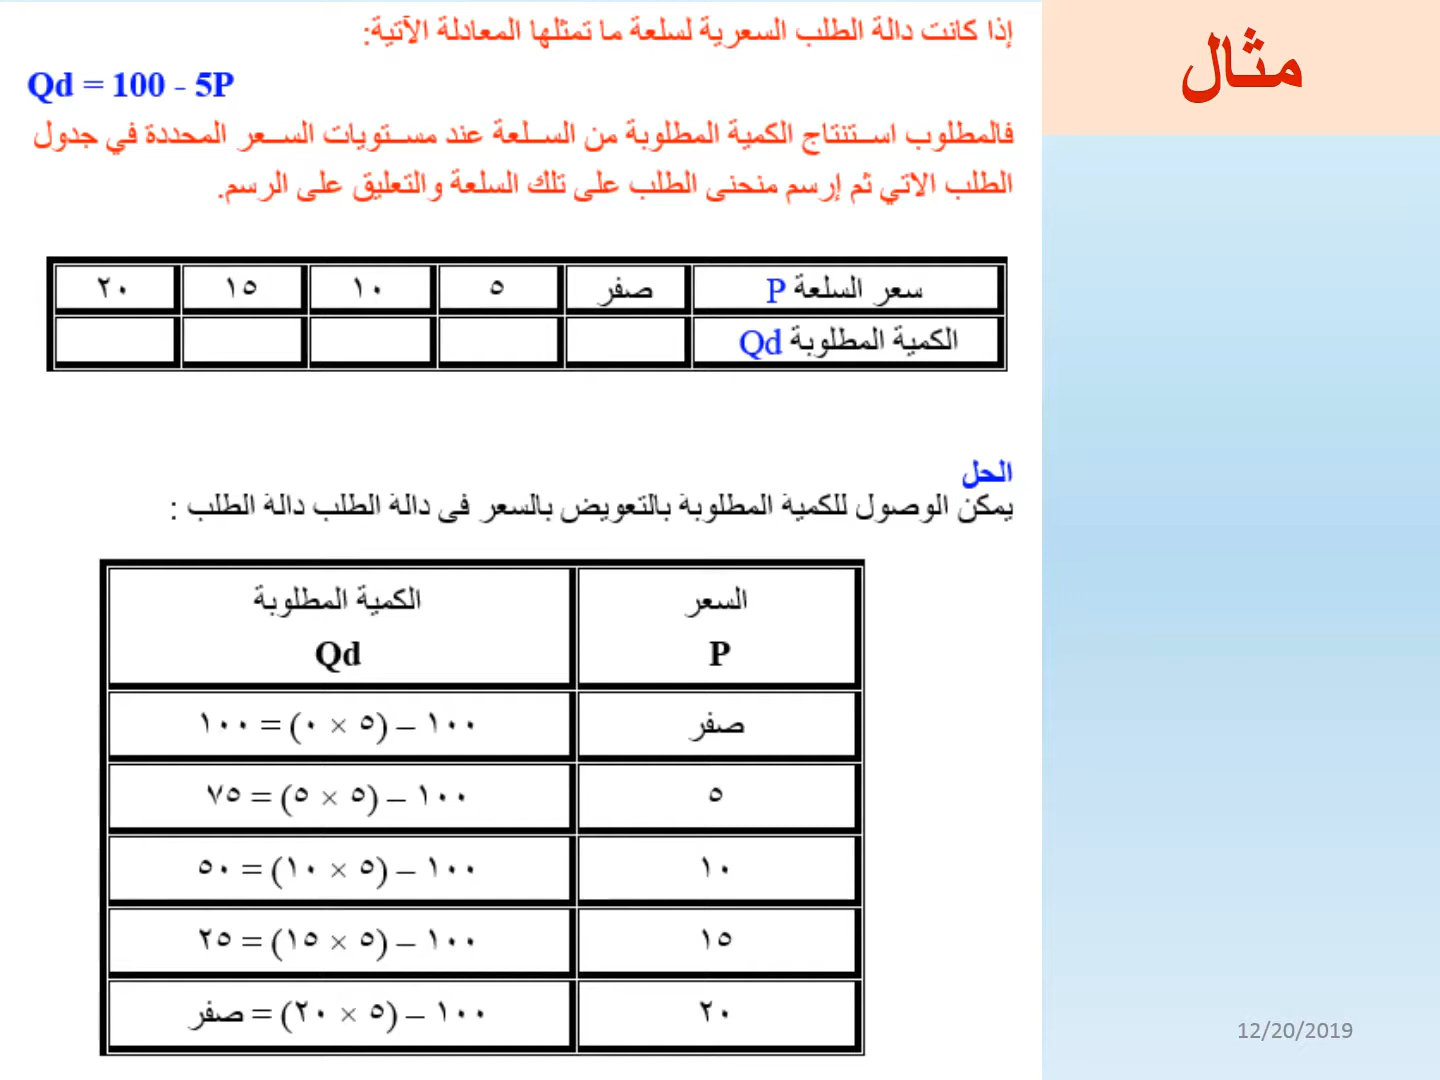 مثال
إذا كانت دالة الطلب السعرية لسلعة ما تمثلها المعادلة الآتية:
Qd = 100 - 5P
فالمطلوب استنتاج الكمية المطلوبة من السلعة عند مستويات السعر المحددة في جدول
الطلب الاتي ثم إرسم منحنى الطلب على تلك السلعة والتعليق على الرسم.
سعر السلعة P صفر ٥ ١٠ ١٥ ٢٠
الكمية المطلوبة Qd
الحل
يمكن الوصول للكمية المطلوبة بالتعويض بالسعر فى دالة الطلب دالة الطلب :
السعر الكمية المطلوبة
P Qd
صفر ١٠٠ – (٥ × ٠) = ١٠٠
٥ ١٠٠ – (٥ × ٥) = ٧٥
١٠ ١٠٠ – (٥ × ١٠) = ٥٠
١٥ ١٠٠ – (٥ × ١٥) = ٢٥
٢٠ ١٠٠ – (٥ × ٢٠) = صفر
12/20/2019